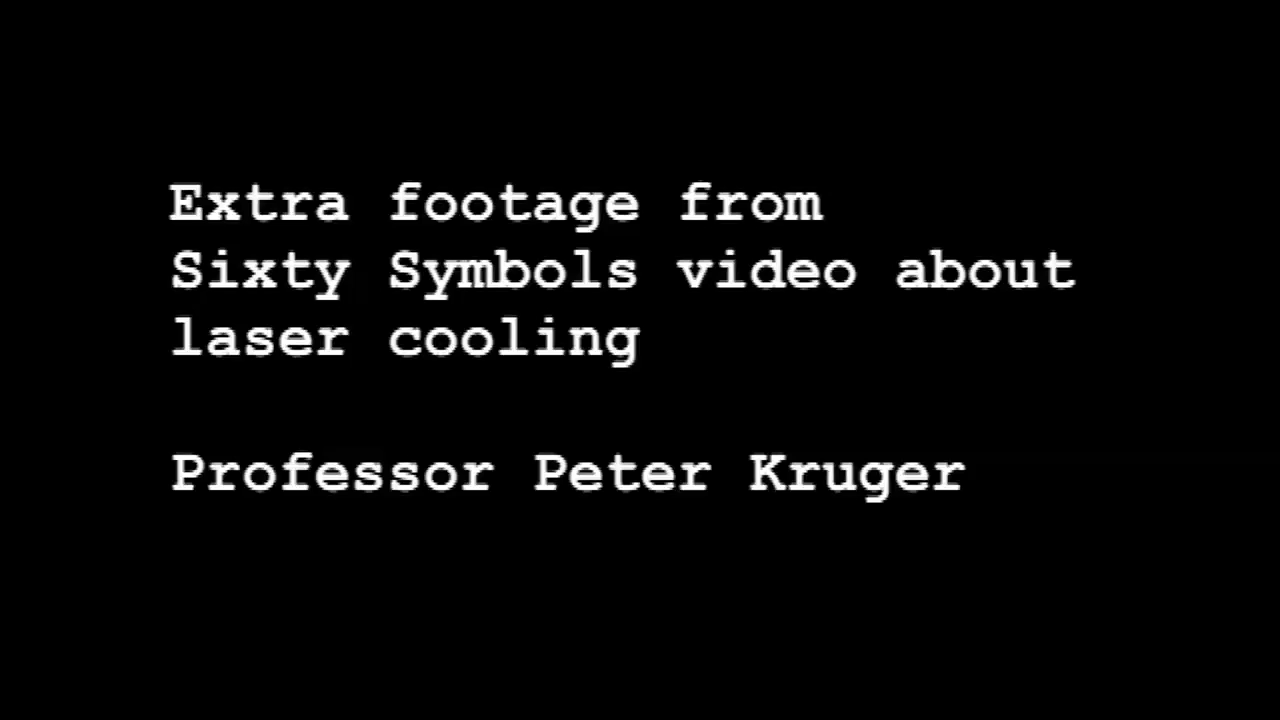 Extra footage from
Sixty Symbols video about
laser cooling
Professor Peter Kruger